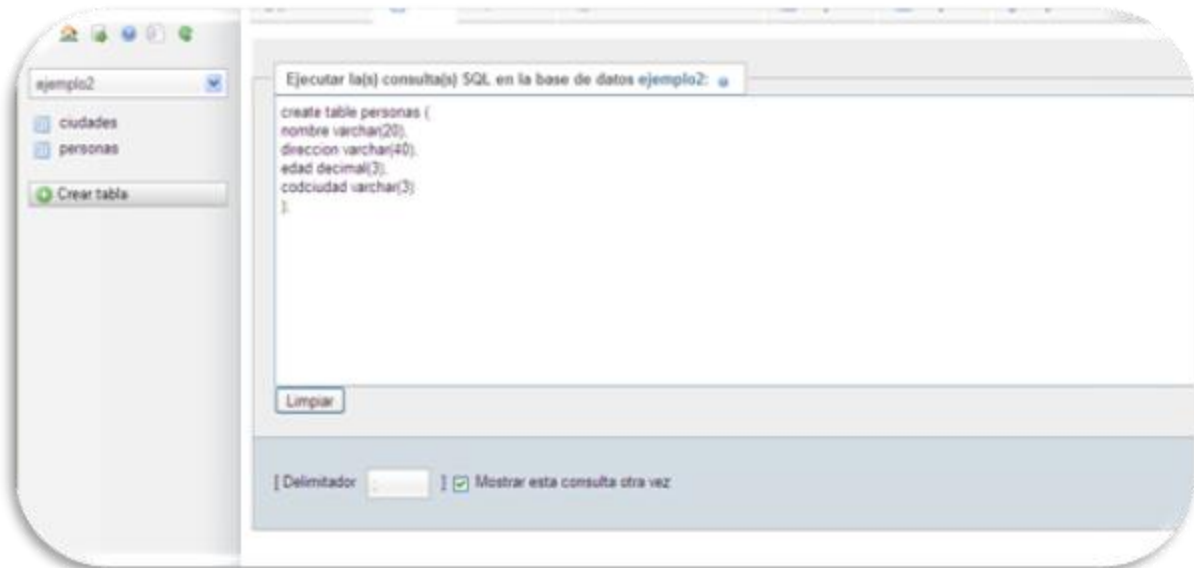 ejemplo2
ciudades
personas
Crear tabla
Ejecutar la(s) consulta(s) SQL en la base de datos ejemplo2:
create table personas (
nombre varchar(20),
direccion varchar(40),
edad decimal(3),
codciudad varchar(3)
Limpiar
[ Delimitador ] Mostrar esta consulta otra vez